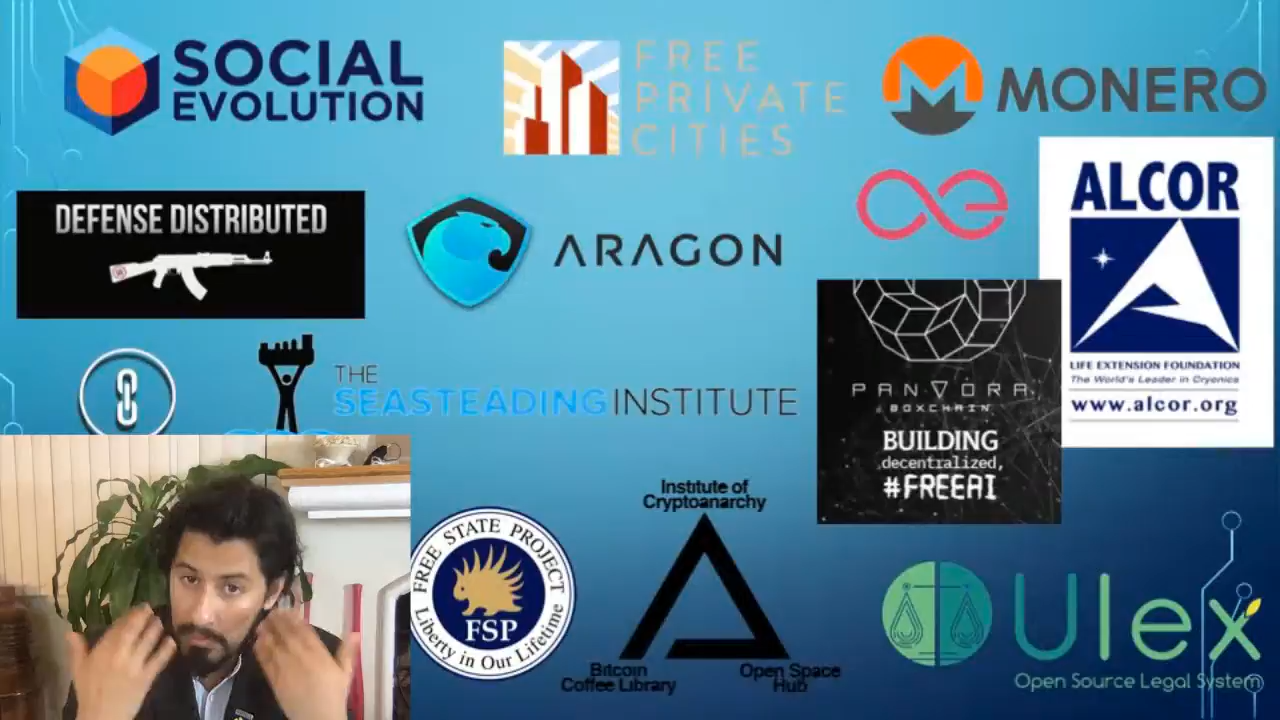 SOCIAL
EVOLUTION
FREE
PRIVATE
CITIES
MONERO
DEFENSE DISTRIBUTED
ARAGON
ALCOR
LIFE EXTENSION FOUNDATION
The World's Leader in Cryonics
www.alcor.org
THE
SEASTEADING INSTITUTE
PANDORA
BOXCHAIN
BUILDING
decentralized,
#FREEAI
FREE STATE PROJECT
Liberty in Our Lifetime
FSP
Institute of
Cryptoanarchy
Bitcoin
Coffee Library
Open Space
Hub
Ulex
Open Source Legal System